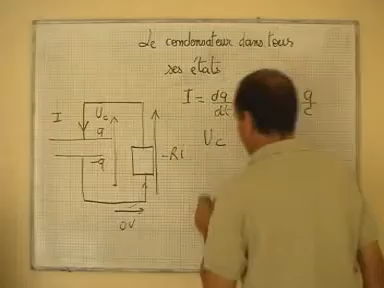 Le condensateur dans tous
ses états
I = dq/dt
q/c
I
Uc
q
-q
-RI
Uc
0V